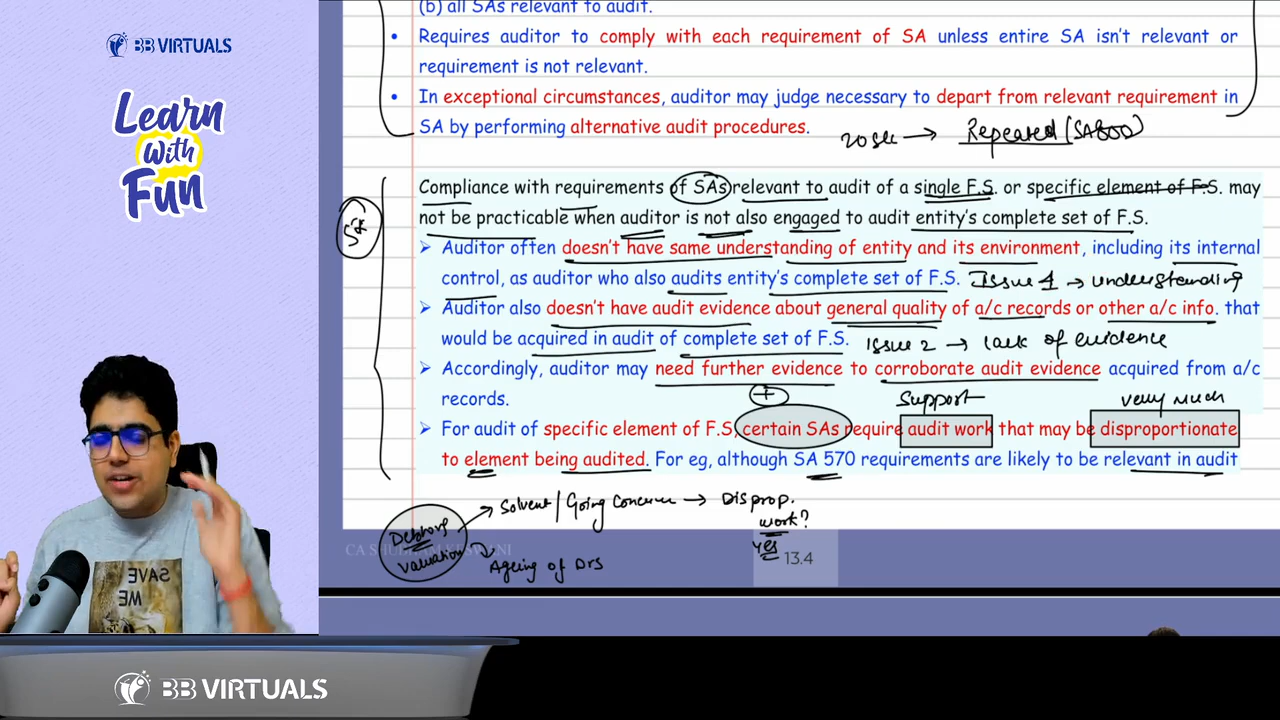 BB VIRTUALS
Learn
With
Fun
(b) all SAs relevant to audit.
• Requires auditor to comply with each requirement of SA unless entire SA isn't relevant or
requirement is not relevant.
• In exceptional circumstances, auditor may judge necessary to depart from relevant requirement in
SA by performing alternative audit procedures.
20 sec → Repeated (SA800)
Compliance with requirements of SAs relevant to audit of a single F.S. or specific element of F.S. may
not be practicable when auditor is not also engaged to audit entity's complete set of F.S.
➢ Auditor often doesn't have same understanding of entity and its environment, including its internal
control, as auditor who also audits entity's complete set of F.S. Issue 1 → understanding
➢ Auditor also doesn't have audit evidence about general quality of a/c records or other a/c info. that
would be acquired in audit of complete set of F.S. Issue 2 → lack of evidence
➢ Accordingly, auditor may need further evidence to corroborate audit evidence acquired from a/c
records.
+ Support very much
➢ For audit of specific element of F.S, certain SAs require audit work that may be disproportionate
to element being audited. For eg, although SA 570 requirements are likely to be relevant in audit
Debtors
valuation
Solvent / Going Concern → Disprop.
work?
yes
Ageing of Drs
CA SHUBHAM KESWANI
13.4
SAVE
ME
BB VIRTUALS